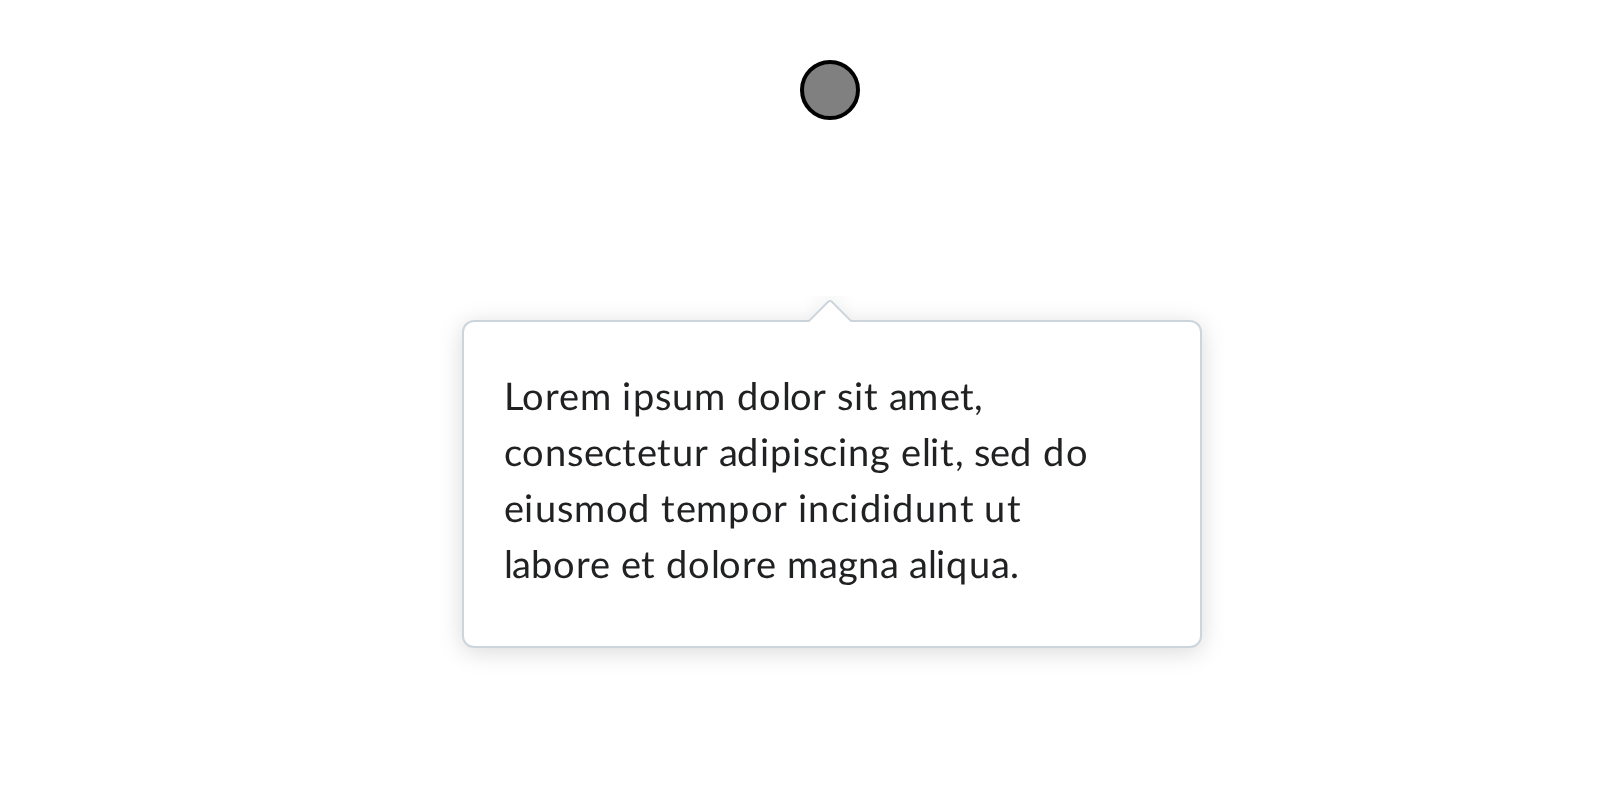 Lorem ipsum dolor sit amet,
consectetur adipiscing elit, sed do
eiusmod tempor incididunt ut
labore et dolore magna aliqua.